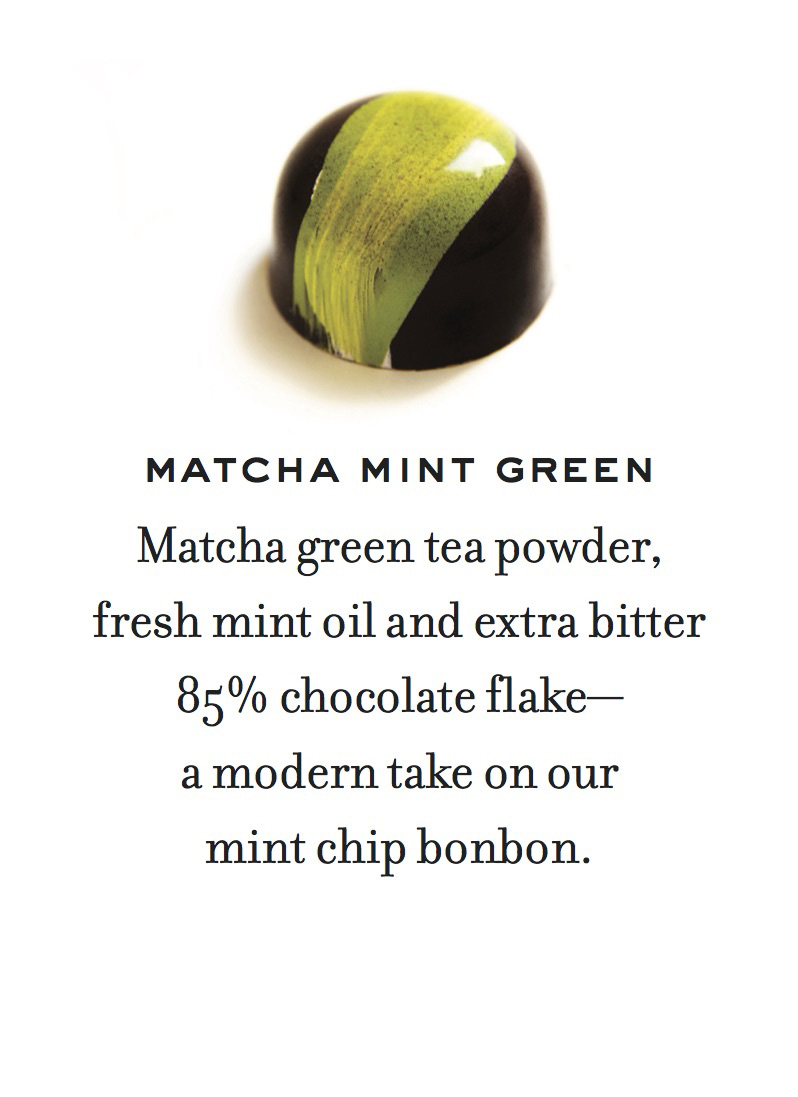 MATCHA MINT GREEN
Matcha green tea powder,
fresh mint oil and extra bitter
85% chocolate flake—
a modern take on our
mint chip bonbon.